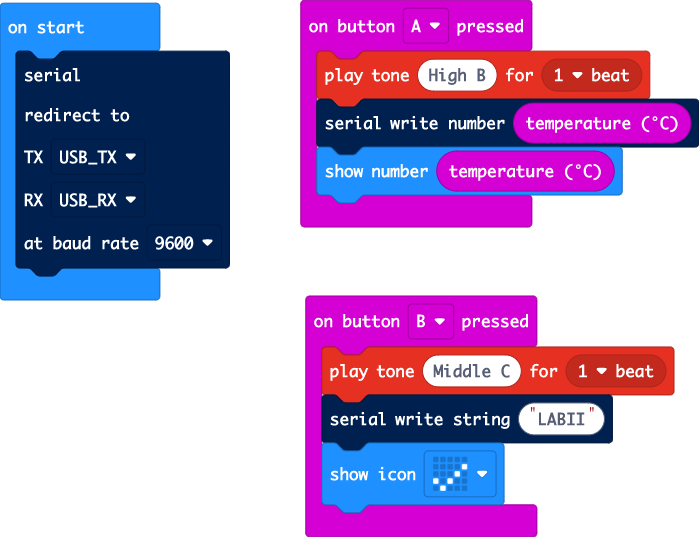 on start
serial
redirect to
TX USB_TX
RX USB_RX
at baud rate 9600
on button A pressed
play tone High B for 1 beat
serial write number temperature (°C)
show number temperature (°C)
on button B pressed
play tone Middle C for 1 beat
serial write string "LABII"
show icon